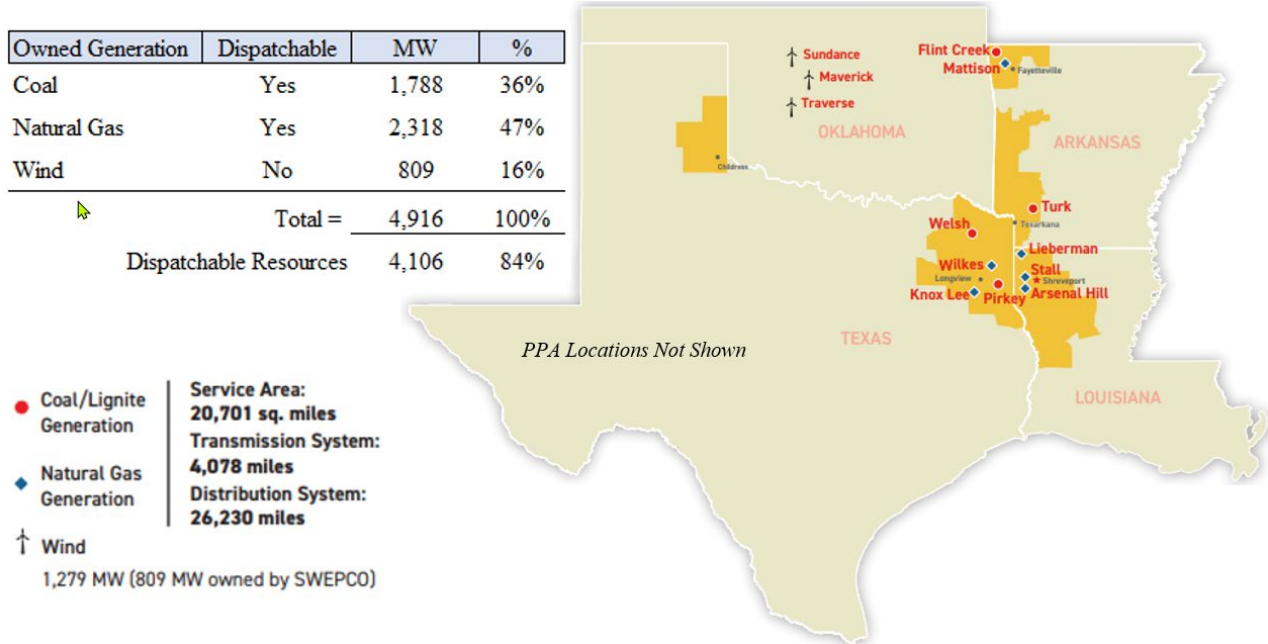 Owned Generation Dispatchable MW %
Coal Yes 1,788 36%
Natural Gas Yes 2,318 47%
Wind No 809 16%
Total = 4,916 100%
Dispatchable Resources 4,106 84%
Sundance
Maverick
Traverse
OKLAHOMA
Flint Creek
Mattison
Fayetteville
ARKANSAS
Childress
Turk
Texarkana
Welsh
Lieberman
Wilkes
Stall
Longview
Shreveport
Knox Lee
Pirkey
Arsenal Hill
TEXAS
PPA Locations Not Shown
LOUISIANA
Coal/Lignite
Generation
Natural Gas
Generation
Wind
1,279 MW (809 MW owned by SWEPCO)
Service Area:
20,701 sq. miles
Transmission System:
4,078 miles
Distribution System:
26,230 miles